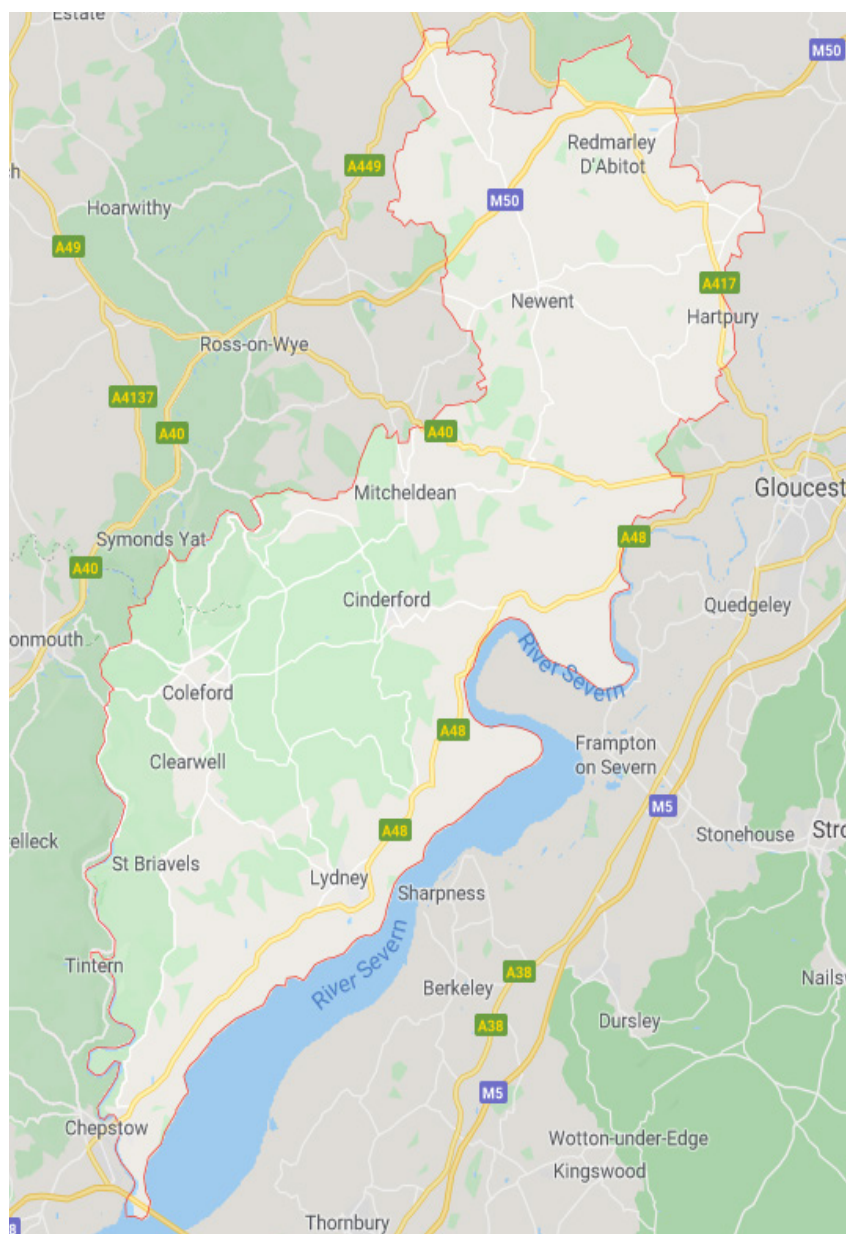 Estate
M50
Redmarley
D'Abitot
A449
ch
M50
Hoarwithy
A49
A417
Newent
Hartpury
Ross-on-Wye
A4137
A40
A40
Mitcheldean
Gloucest
A48
Symonds Yat
A40
Cinderford
Quedgeley
onmouth
River Severn
Coleford
A48
Frampton
on Severn
Clearwell
M5
A48
Stonehouse
Stro
relleck
St Briavels
Lydney
Sharpness
River Severn
Tintern
A38
Nailsw
Berkeley
Dursley
A38
M5
Chepstow
Wotton-under-Edge
Kingswood
Thornbury
8